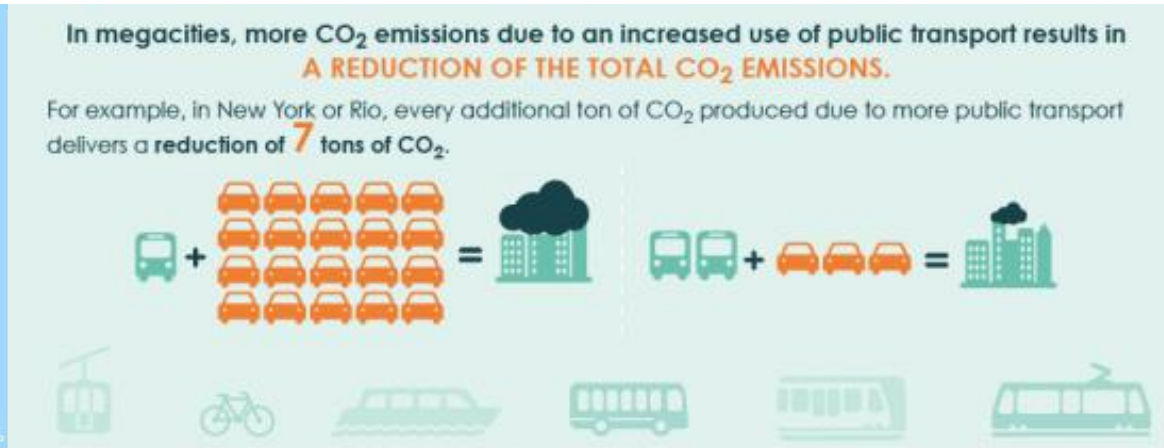 In megacities, more CO₂ emissions due to an increased use of public transport results in
A REDUCTION OF THE TOTAL CO₂ EMISSIONS.
For example, in New York or Rio, every additional ton of CO₂ produced due to more public transport
delivers a reduction of 7 tons of CO₂.
+ =
+ =